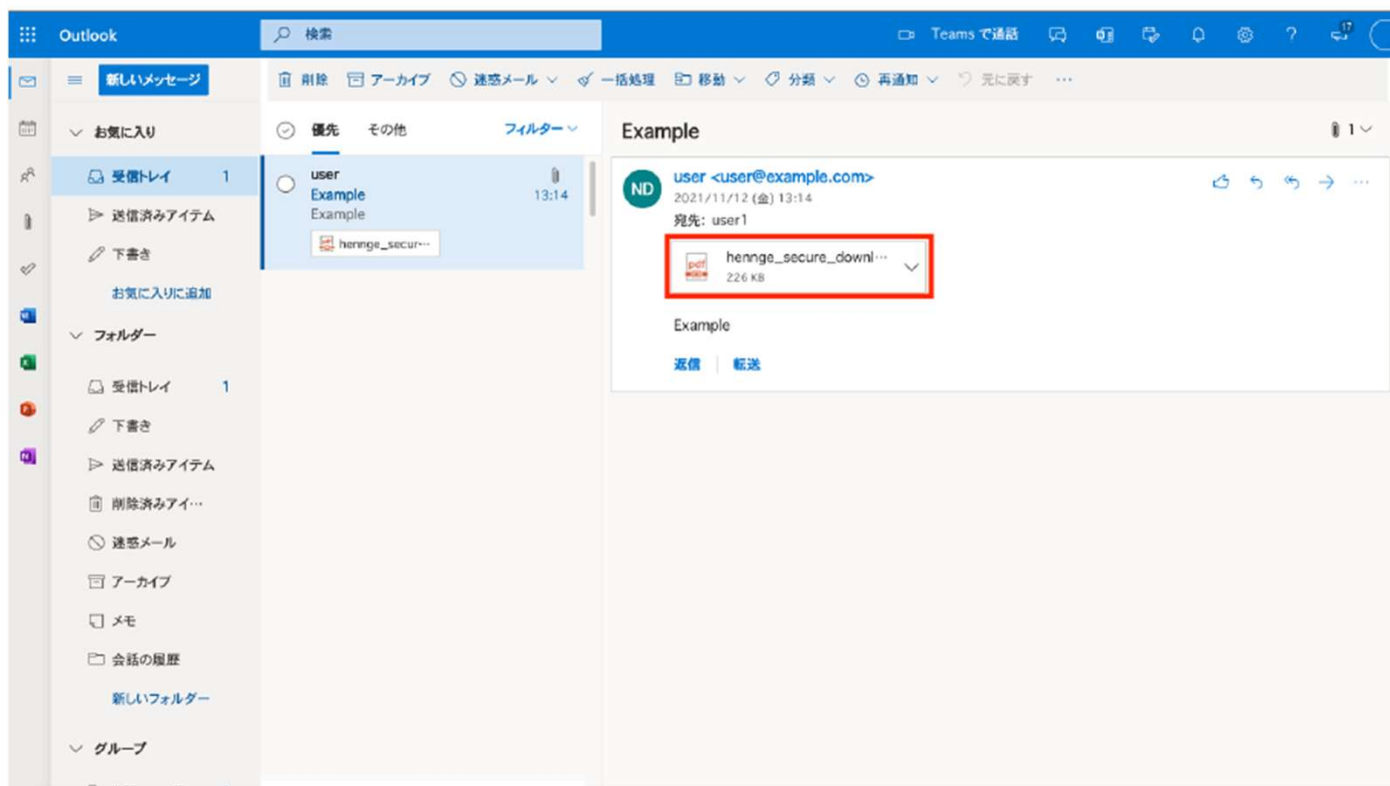 Outlook
検索
Teams で通話
17
新しいメッセージ
削除
アーカイブ
迷惑メール
一括処理
移動
分類
再通知
元に戻す
お気に入り
受信トレイ 1
送信済みアイテム
下書き
お気に入りに追加
フォルダー
受信トレイ 1
下書き
送信済みアイテム
削除済みアイ…
迷惑メール
アーカイブ
メモ
会話の履歴
新しいフォルダー
グループ
優先
その他
フィルター
user
Example 13:14
Example
hennge_secur…
Example
1
ND
user <user@example.com>
2021/11/12 (金) 13:14
宛先: user1
pdf
hennge_secure_downl…
226 KB
Example
返信
転送